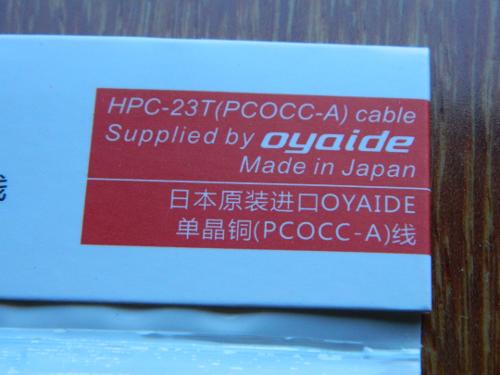 HPC-23T(PCOCC-A) cable
Supplied by oyaide
Made in Japan
日本原装进口OYAIDE
单晶铜(PCOCC-A)线
线